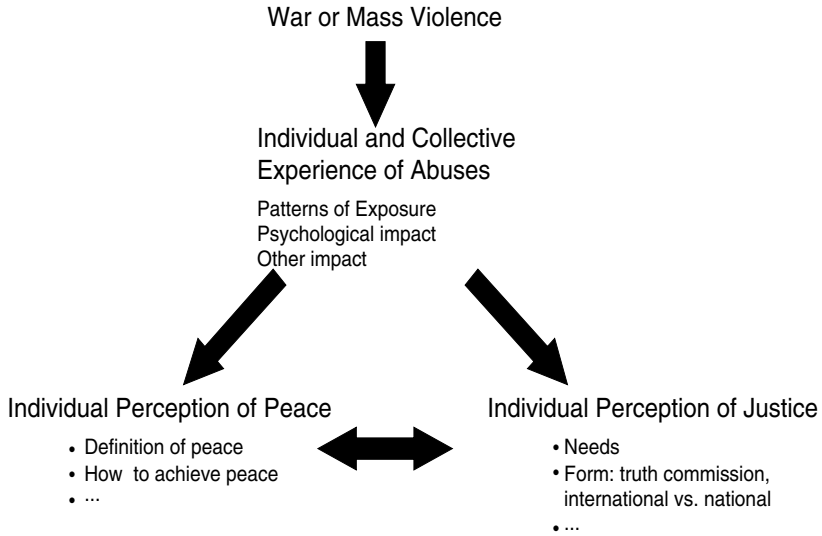 War or Mass Violence
Individual and Collective
Experience of Abuses
Patterns of Exposure
Psychological impact
Other impact
Individual Perception of Peace
• Definition of peace
• How to achieve peace
• ...
Individual Perception of Justice
• Needs
• Form: truth commission,
international vs. national
• ...